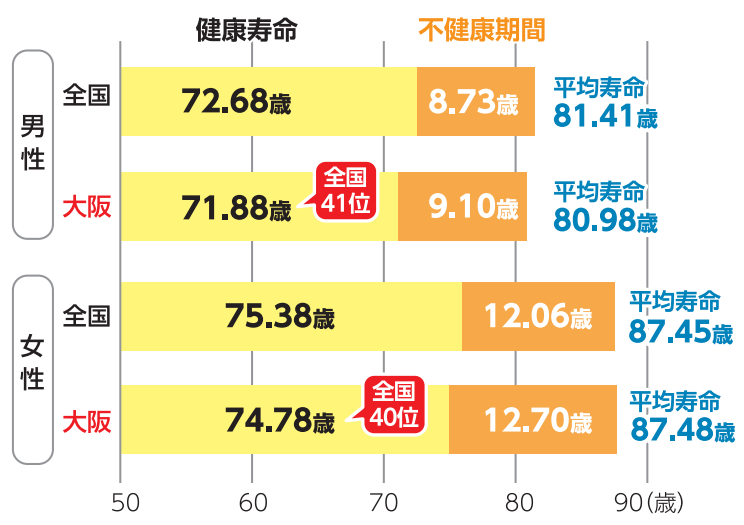 健康寿命
不健康期間
男性
全国
72.68歳
8.73歳
平均寿命
81.41歳
大阪
71.88歳
全国
41位
9.10歳
平均寿命
80.98歳
女性
全国
75.38歳
12.06歳
平均寿命
87.45歳
大阪
74.78歳
全国
40位
12.70歳
平均寿命
87.48歳
50 60 70 80 90(歳)